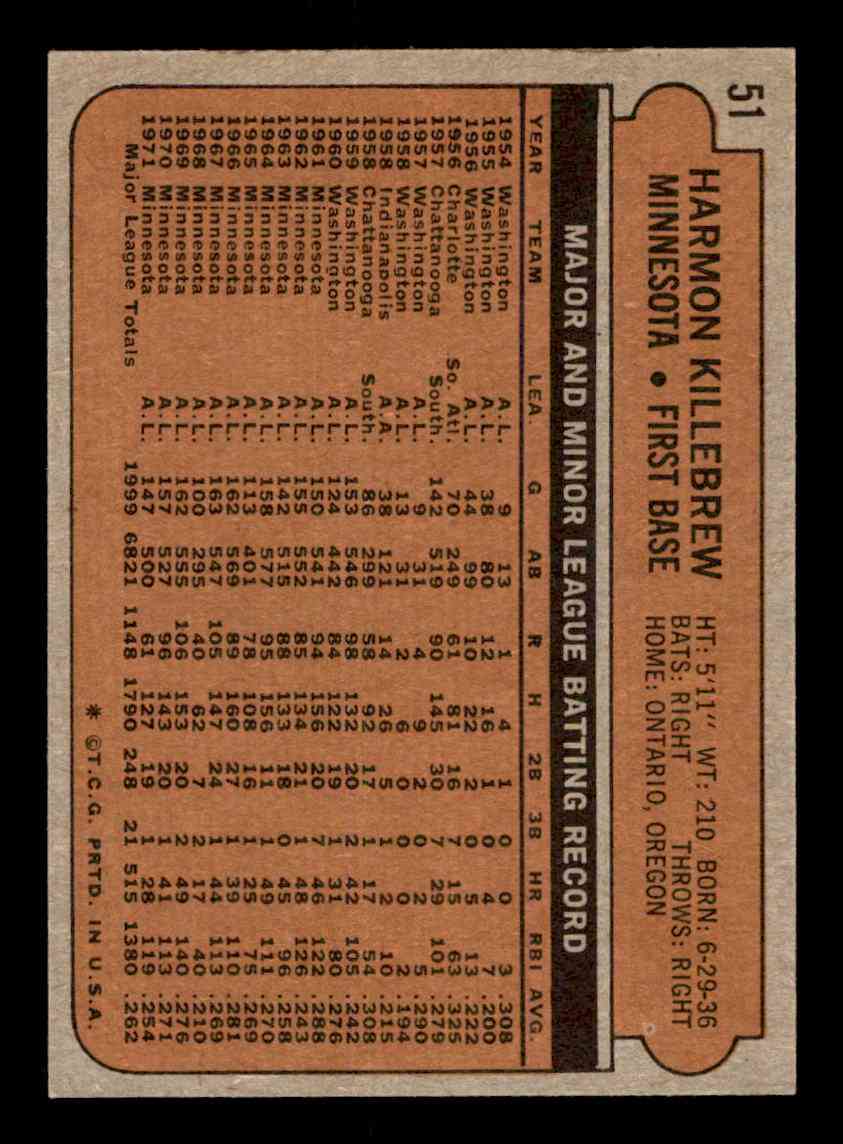 51
HARMON KILLEBREW
MINNESOTA • FIRST BASE
HT: 5'11" WT: 210 BORN: 6-29-36
BATS: RIGHT THROWS: RIGHT
HOME: ONTARIO, OREGON
MAJOR AND MINOR LEAGUE BATTING RECORD
YEAR TEAM LEA. G AB R H 2B 3B HR RBI AVG.
1954 Washington A.L. 9 13 1 4 1 0 0 3 .308
1955 Washington A.L. 38 80 12 16 1 0 4 7 .200
1956 Washington A.L. 44 99 10 22 2 0 5 13 .222
1956 Charlotte So. Atl. 70 249 61 81 16 7 15 63 .325
1957 Chattanooga South. 142 519 90 145 30 7 29 101 .279
1957 Washington A.L. 9 31 4 9 2 0 2 5 .290
1958 Washington A.L. 13 31 2 6 0 0 0 2 .194
1958 Indianapolis A.A. 38 121 14 26 5 1 2 10 .215
1958 Chattanooga South. 86 299 58 92 17 1 17 54 .308
1959 Washington A.L. 153 546 98 132 20 2 42 105 .242
1960 Washington A.L. 124 442 84 122 19 1 31 80 .276
1961 Minnesota A.L. 150 541 94 156 20 7 46 122 .288
1962 Minnesota A.L. 155 552 85 134 21 1 48 126 .243
1963 Minnesota A.L. 142 515 88 133 18 0 45 96 .258
1964 Minnesota A.L. 158 577 95 156 11 1 49 111 .270
1965 Minnesota A.L. 113 401 78 108 16 1 25 75 .269
1966 Minnesota A.L. 162 569 89 160 27 1 39 110 .281
1967 Minnesota A.L. 163 547 105 147 24 1 44 113 .269
1968 Minnesota A.L. 100 295 40 62 7 2 17 40 .210
1969 Minnesota A.L. 162 555 106 153 20 2 49 140 .276
1970 Minnesota A.L. 157 527 96 143 20 1 41 113 .271
1971 Minnesota A.L. 147 500 61 127 19 1 28 119 .254
Major League Totals 1999 6821 1148 1790 248 21 515 1380 .262
* ©T.C.G. PRTD. IN U.S.A.